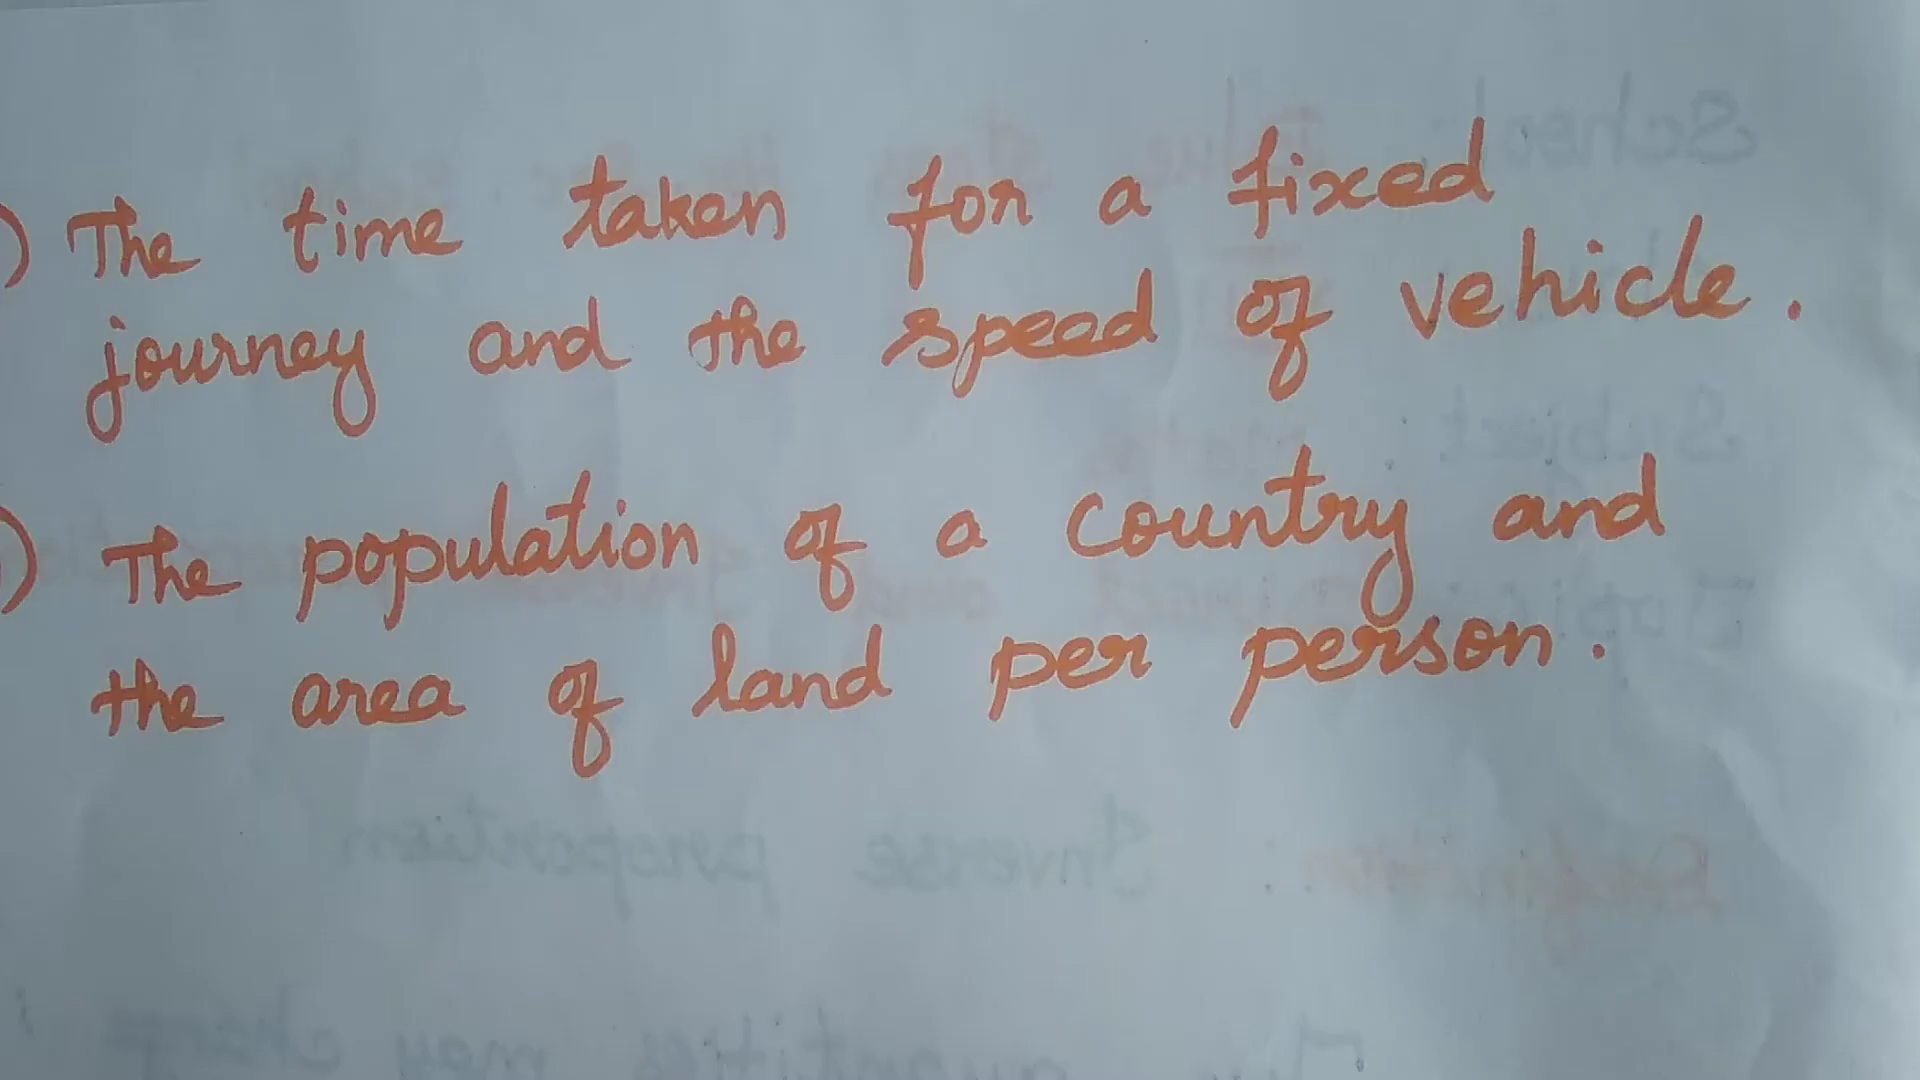 ) The time taken for a fixed
journey and the speed of vehicle.
) The population of a country and
the area of land per person.